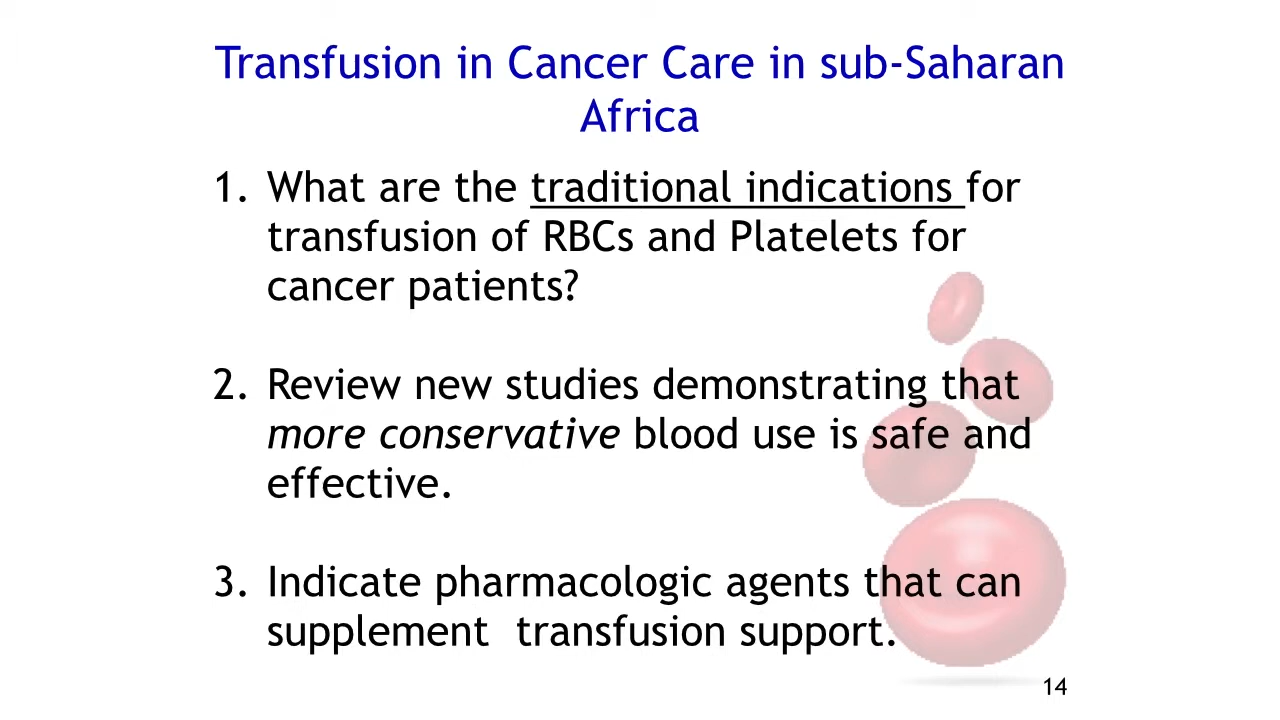 Transfusion in Cancer Care in sub-Saharan
Africa
1. What are the traditional indications for
transfusion of RBCs and Platelets for
cancer patients?
2. Review new studies demonstrating that
more conservative blood use is safe and
effective.
3. Indicate pharmacologic agents that can
supplement  transfusion support.
14